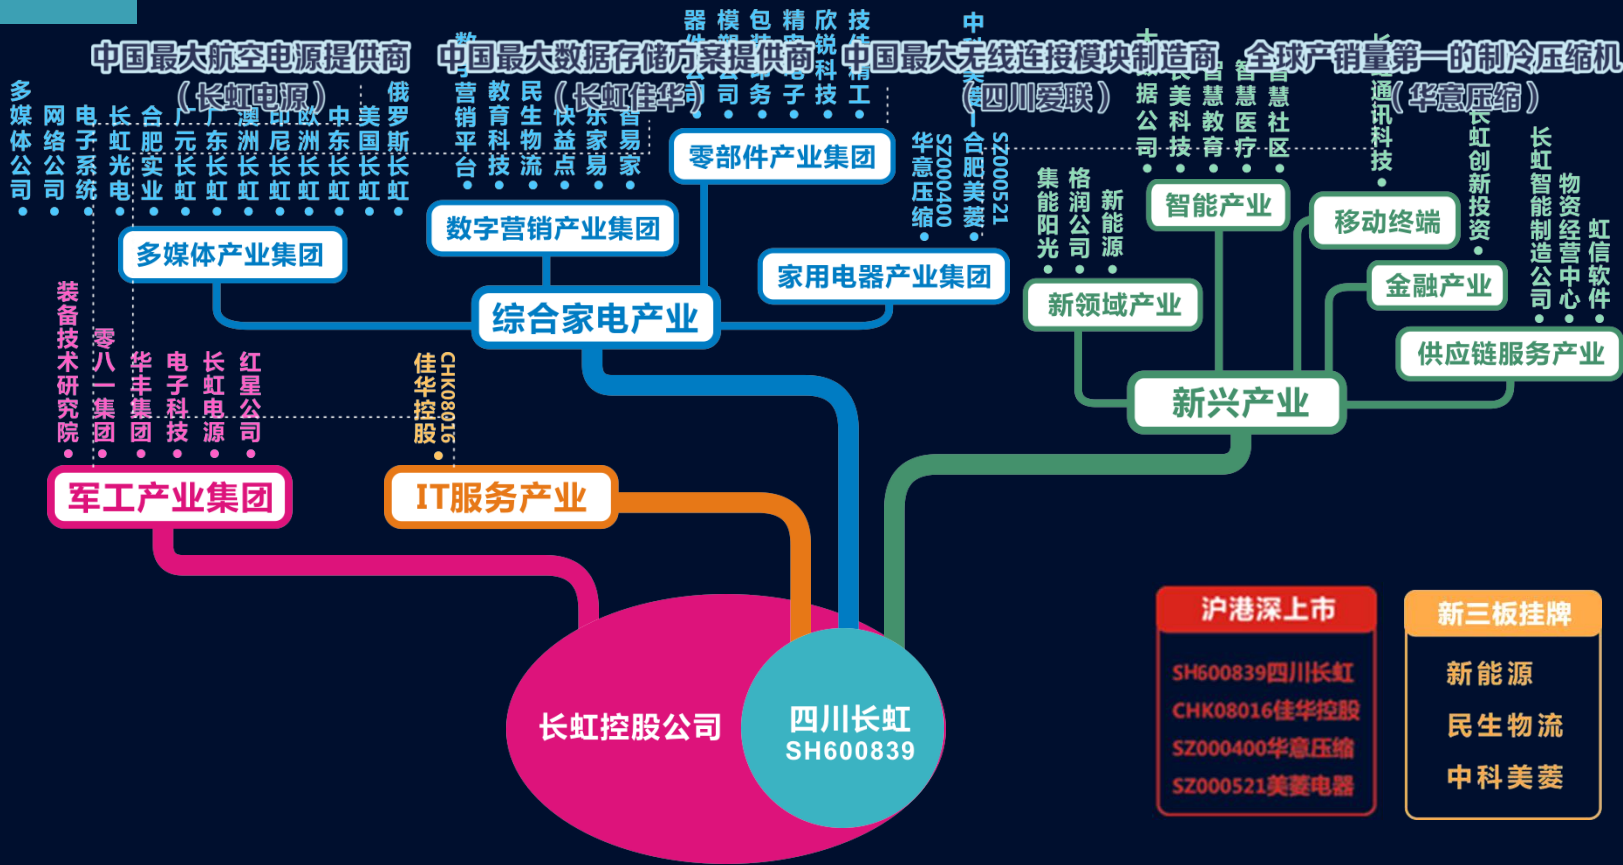 中国最大航空电源提供商
（长虹电源）
中国最大数据存储方案提供商
（长虹佳华）
中国最大无线连接模块制造商
（四川爱联）
全球产销量第一的制冷压缩机
（华意压缩）
多媒体公司
网络公司
电子系统
长虹光电
合肥实业
广元长虹
广东长虹
澳洲长虹
印尼长虹
欧洲长虹
中东长虹
美国长虹
俄罗斯长虹
多媒体产业集团
营销平台
教育科技
民生物流
快益点
乐家易
智易家
数字营销产业集团
欣锐科技
零部件产业集团
华意压缩
SZ000400
合肥美菱
SZ000521
家用电器产业集团
综合家电产业
集能阳光
格润公司
新能源
新领域产业
长美科技
智慧教育
智慧医疗
智慧社区
智能产业
通讯科技
移动终端
长虹创新投资
金融产业
长虹智能制造公司
物资经营中心
虹信软件
供应链服务产业
新兴产业
装备技术研究院
零八一集团
华丰集团
电子科技
长虹电源
红星公司
军工产业集团
佳华控股
CHK08016
IT服务产业
长虹控股公司
四川长虹
SH600839
沪港深上市
SH600839四川长虹
CHK08016佳华控股
SZ000400华意压缩
SZ000521美菱电器
新三板挂牌
新能源
民生物流
中科美菱